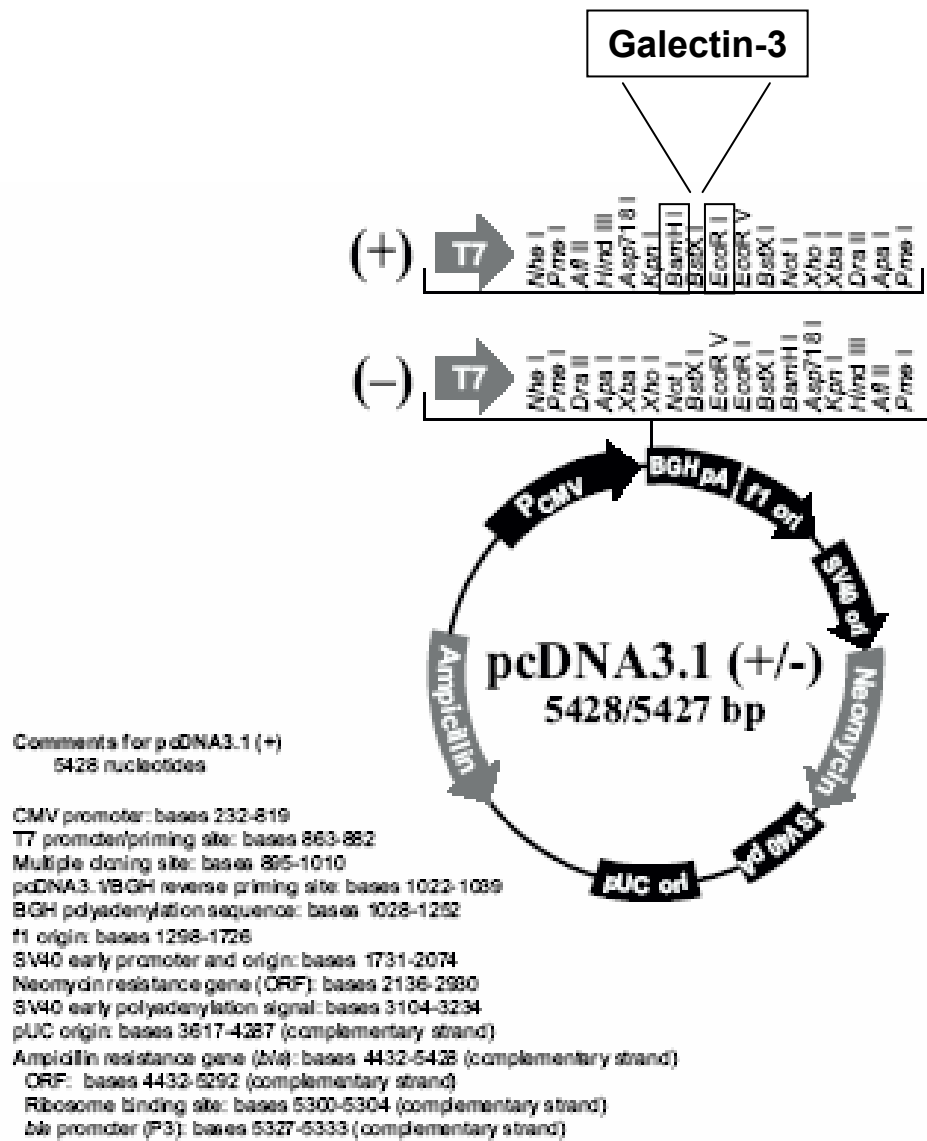 Galectin-3
(+)
T7
Nhe I
Pme I
Afl II
Hind III
Asp718 I
Kpn I
BamH I
BstX I
EcoR I
EcoR V
BstX I
Not I
Xho I
Xba I
Dra II
Apa I
Pme I
(–)
T7
Nhe I
Pme I
Dra II
Apa I
Xba I
Xho I
Not I
BstX I
EcoR V
EcoR I
BstX I
BamH I
Asp718 I
Kpn I
Hind III
Afl II
Pme I
PCMV
BGH pA
f1 ori
SV40 ori
Neomycin
SV40 pA
pUC ori
Ampicillin
pcDNA3.1 (+/-)
5428/5427 bp
Comments for pcDNA3.1 (+)
5428 nucleotides
CMV promoter: bases 232-819
T7 promoter/priming site: bases 863-882
Multiple cloning site: bases 895-1010
pcDNA3.1/BGH reverse priming site: bases 1022-1039
BGH polyadenylation sequence: bases 1028-1252
f1 origin: bases 1298-1726
SV40 early promoter and origin: bases 1731-2074
Neomycin resistance gene (ORF): bases 2136-2930
SV40 early polyadenylation signal: bases 3104-3234
pUC origin: bases 3617-4287 (complementary strand)
Ampicillin resistance gene (bla): bases 4432-5428 (complementary strand)
ORF: bases 4432-5292 (complementary strand)
Ribosome binding site: bases 5300-5304 (complementary strand)
bla promoter (P3): bases 5327-5333 (complementary strand)